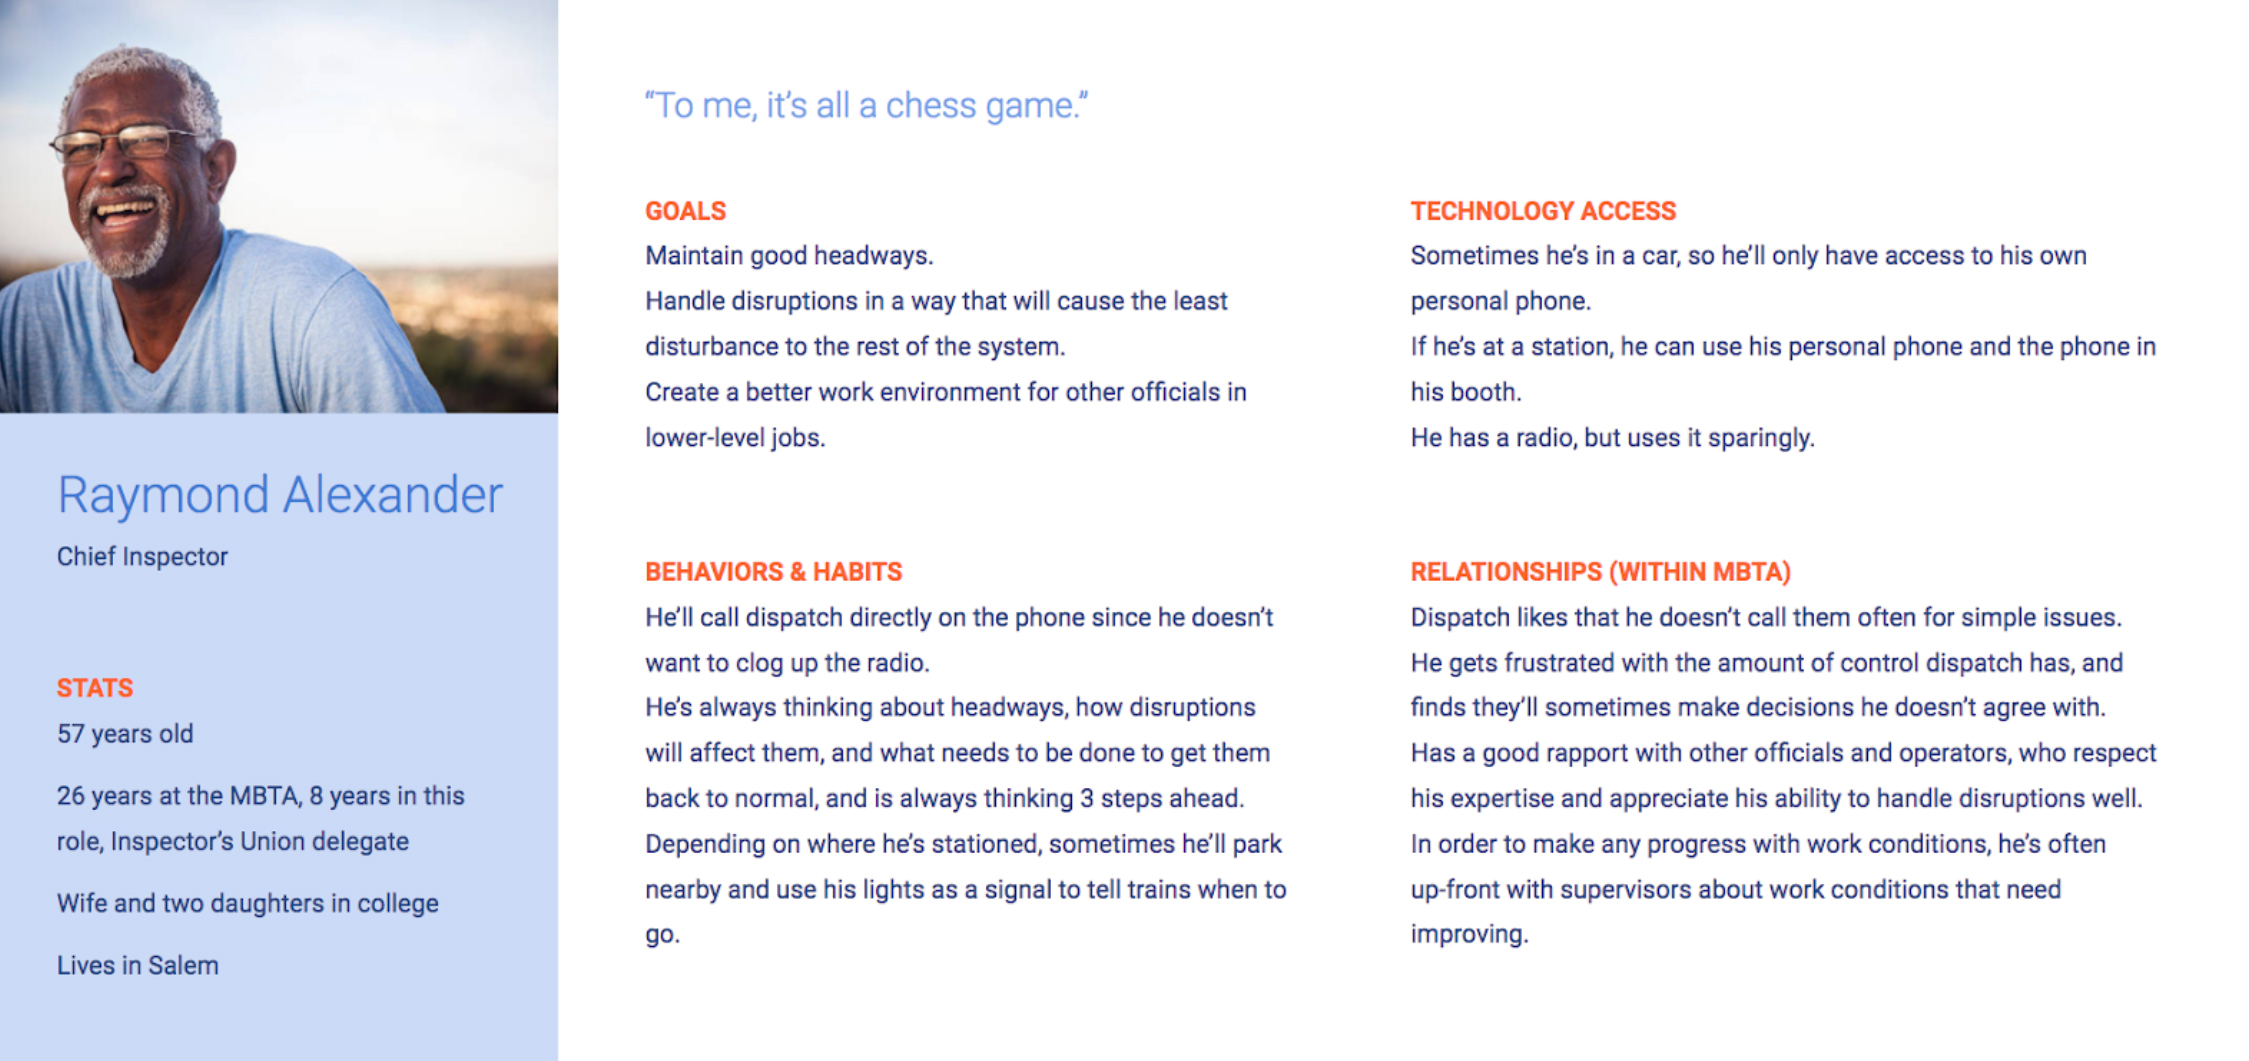 Raymond Alexander
Chief Inspector
STATS
57 years old
26 years at the MBTA, 8 years in this
role, Inspector’s Union delegate
Wife and two daughters in college
Lives in Salem
“To me, it’s all a chess game.”
GOALS
Maintain good headways.
Handle disruptions in a way that will cause the least
disturbance to the rest of the system.
Create a better work environment for other officials in
lower-level jobs.
TECHNOLOGY ACCESS
Sometimes he’s in a car, so he’ll only have access to his own
personal phone.
If he’s at a station, he can use his personal phone and the phone in
his booth.
He has a radio, but uses it sparingly.
BEHAVIORS & HABITS
He’ll call dispatch directly on the phone since he doesn’t
want to clog up the radio.
He’s always thinking about headways, how disruptions
will affect them, and what needs to be done to get them
back to normal, and is always thinking 3 steps ahead.
Depending on where he’s stationed, sometimes he’ll park
nearby and use his lights as a signal to tell trains when to
go.
RELATIONSHIPS (WITHIN MBTA)
Dispatch likes that he doesn’t call them often for simple issues.
He gets frustrated with the amount of control dispatch has, and
finds they’ll sometimes make decisions he doesn’t agree with.
Has a good rapport with other officials and operators, who respect
his expertise and appreciate his ability to handle disruptions well.
In order to make any progress with work conditions, he’s often
up-front with supervisors about work conditions that need
improving.